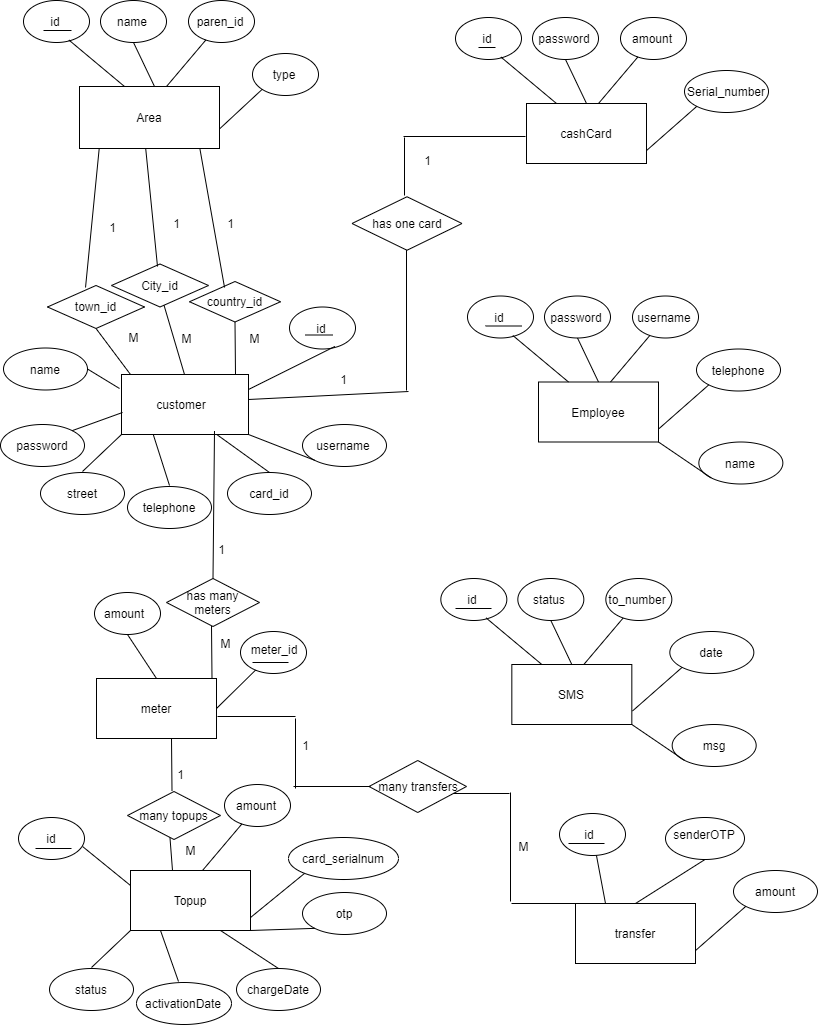 id
name
paren_id
type
Area
id
password
amount
Serial_number
cashCard
1
has one card
1
1
1
1
town_id
City_id
country_id
M
M
M
id
name
customer
password
street
telephone
card_id
username
id
password
username
telephone
Employee
name
1
has many
meters
M
amount
meter_id
meter
id
status
to_number
date
SMS
msg
1
many transfers
M
1
many topups
M
id
amount
card_serialnum
Topup
otp
status
activationDate
chargeDate
id
senderOTP
amount
transfer